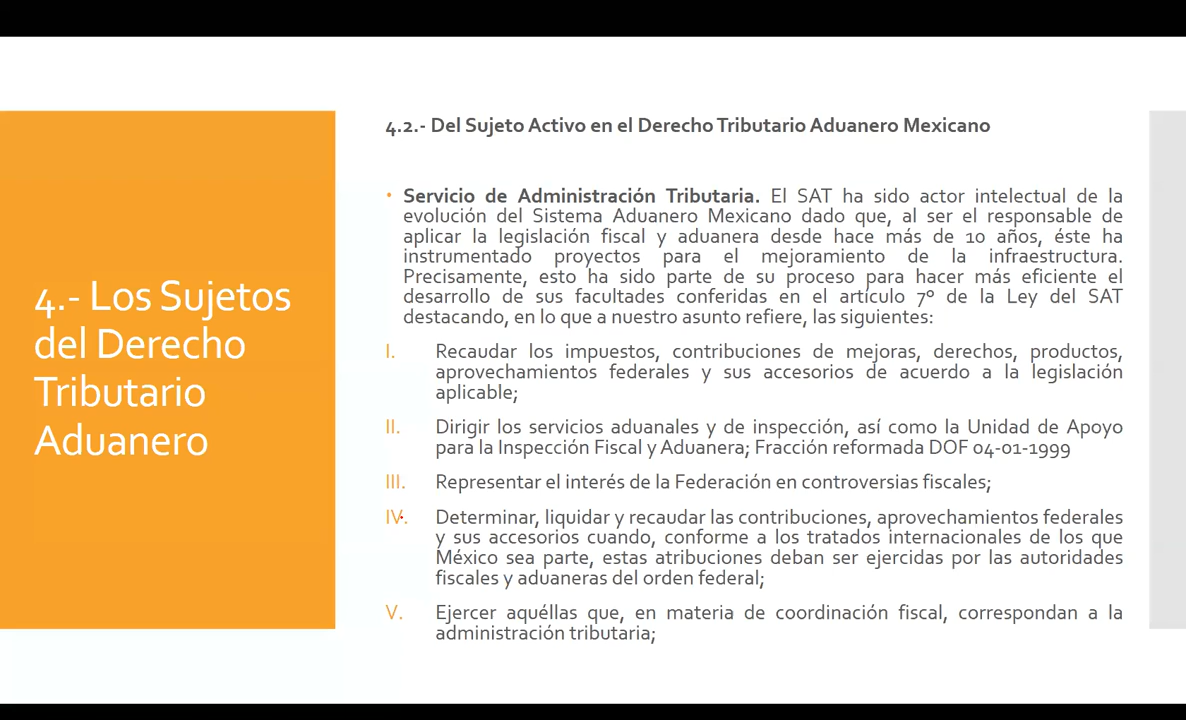 4.- Los Sujetos
del Derecho
Tributario
Aduanero
4.2.- Del Sujeto Activo en el Derecho Tributario Aduanero Mexicano
• Servicio de Administración Tributaria. El SAT ha sido actor intelectual de la
evolución del Sistema Aduanero Mexicano dado que, al ser el responsable de
aplicar la legislación fiscal y aduanera desde hace más de 10 años, éste ha
instrumentado proyectos para el mejoramiento de la infraestructura.
Precisamente, esto ha sido parte de su proceso para hacer más eficiente el
desarrollo de sus facultades conferidas en el artículo 7º de la Ley del SAT
destacando, en lo que a nuestro asunto refiere, las siguientes:
I. Recaudar los impuestos, contribuciones de mejoras, derechos, productos,
aprovechamientos federales y sus accesorios de acuerdo a la legislación
aplicable;
II. Dirigir los servicios aduanales y de inspección, así como la Unidad de Apoyo
para la Inspección Fiscal y Aduanera; Fracción reformada DOF 04-01-1999
III. Representar el interés de la Federación en controversias fiscales;
IV. Determinar, liquidar y recaudar las contribuciones, aprovechamientos federales
y sus accesorios cuando, conforme a los tratados internacionales de los que
México sea parte, estas atribuciones deban ser ejercidas por las autoridades
fiscales y aduaneras del orden federal;
V. Ejercer aquéllas que, en materia de coordinación fiscal, correspondan a la
administración tributaria;